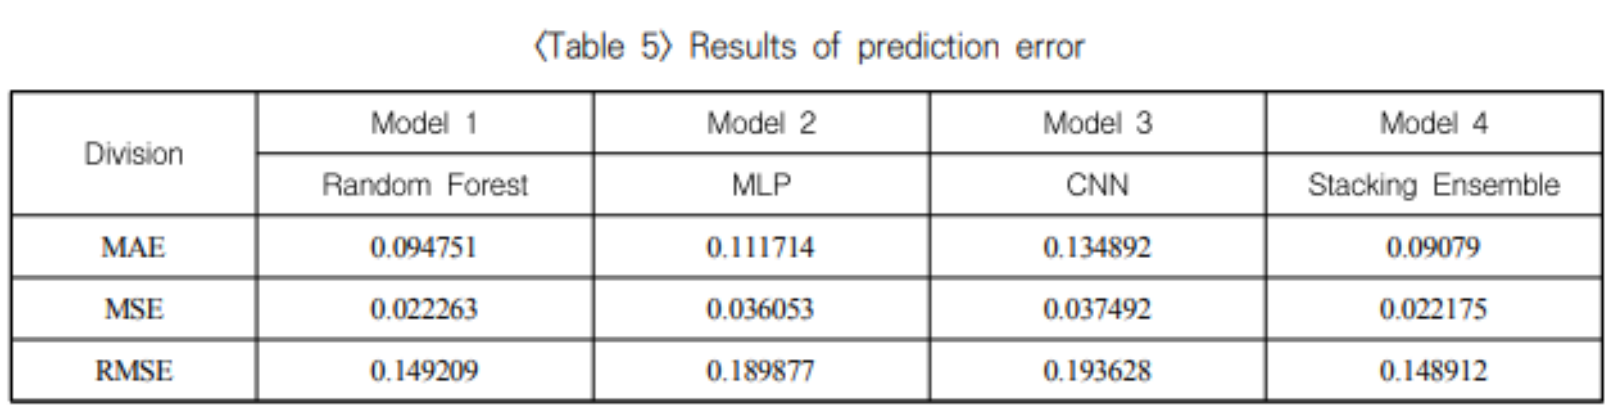 〈Table 5〉 Results of prediction error
Division Model 1 Model 2 Model 3 Model 4
Random Forest MLP CNN Stacking Ensemble
MAE 0.094751 0.111714 0.134892 0.09079
MSE 0.022263 0.036053 0.037492 0.022175
RMSE 0.149209 0.189877 0.193628 0.148912